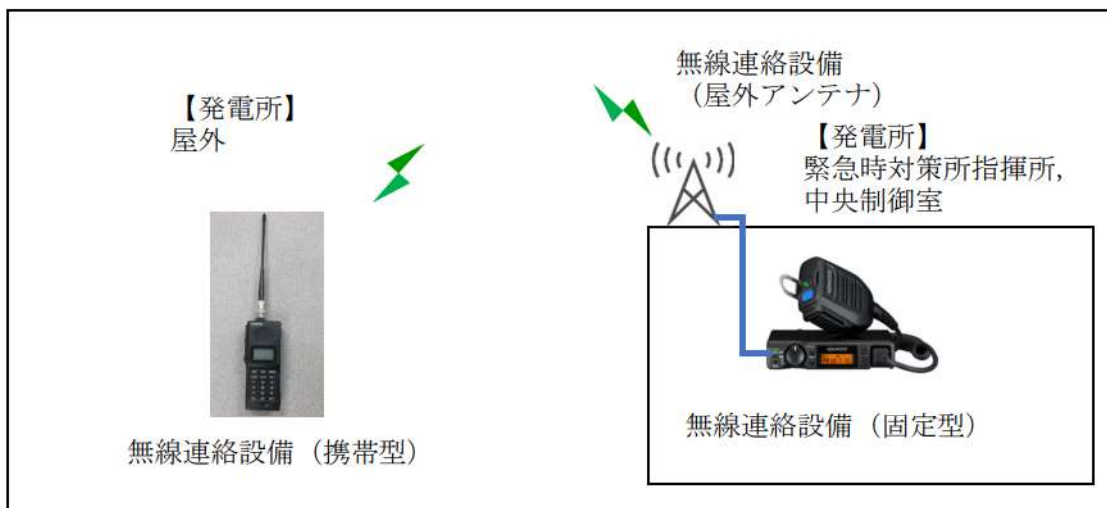 【発電所】
屋外
無線連絡設備（携帯型）
無線連絡設備
（屋外アンテナ）
【発電所】
緊急時対策所指揮所，
中央制御室
無線連絡設備（固定型）